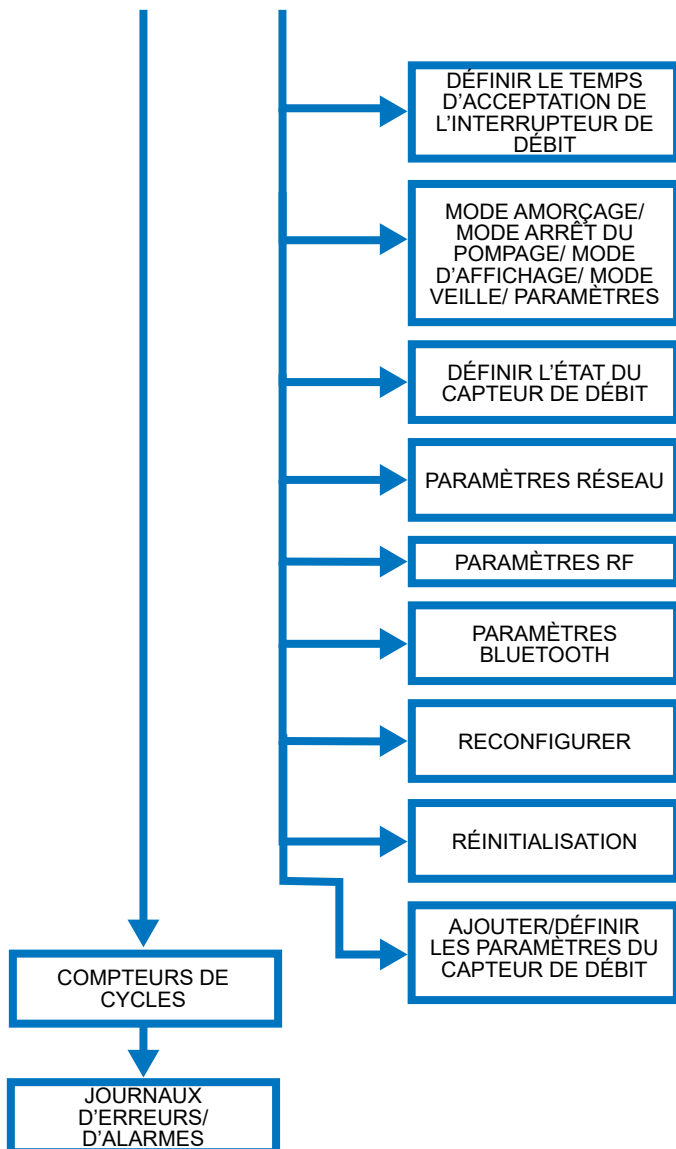 DÉFINIR LE TEMPS
D'ACCEPTATION DE
L'INTERRUPTEUR DE
DÉBIT
MODE AMORÇAGE/
MODE ARRÊT DU
POMPAGE/ MODE
D'AFFICHAGE/ MODE
VEILLE/ PARAMÈTRES
DÉFINIR L'ÉTAT DU
CAPTEUR DE DÉBIT
PARAMÈTRES RÉSEAU
PARAMÈTRES RF
PARAMÈTRES
BLUETOOTH
RECONFIGURER
RÉINITIALISATION
AJOUTER/DÉFINIR
LES PARAMÈTRES DU
CAPTEUR DE DÉBIT
COMPTEURS DE
CYCLES
JOURNAUX
D'ERREURS/
D'ALARMES